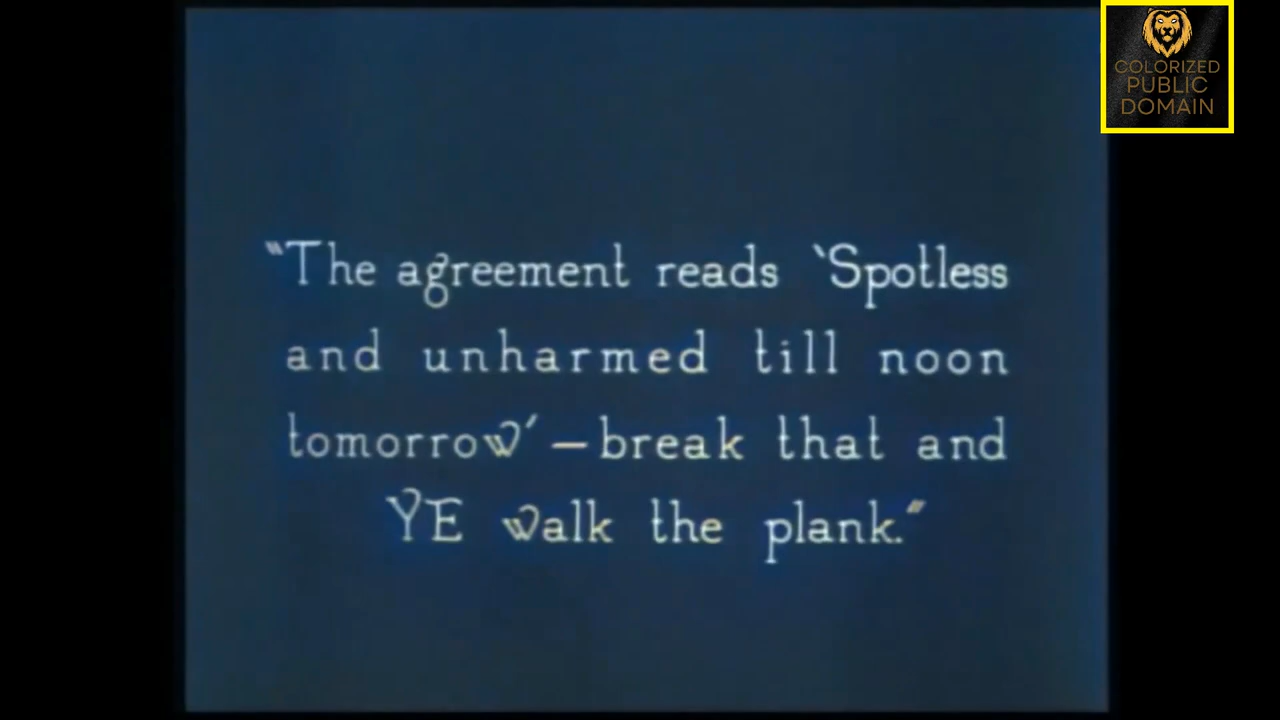 "The agreement reads 'Spotless
and unharmed till noon
tomorrow' — break that and
YE walk the plank."
COLORIZED
PUBLIC
DOMAIN